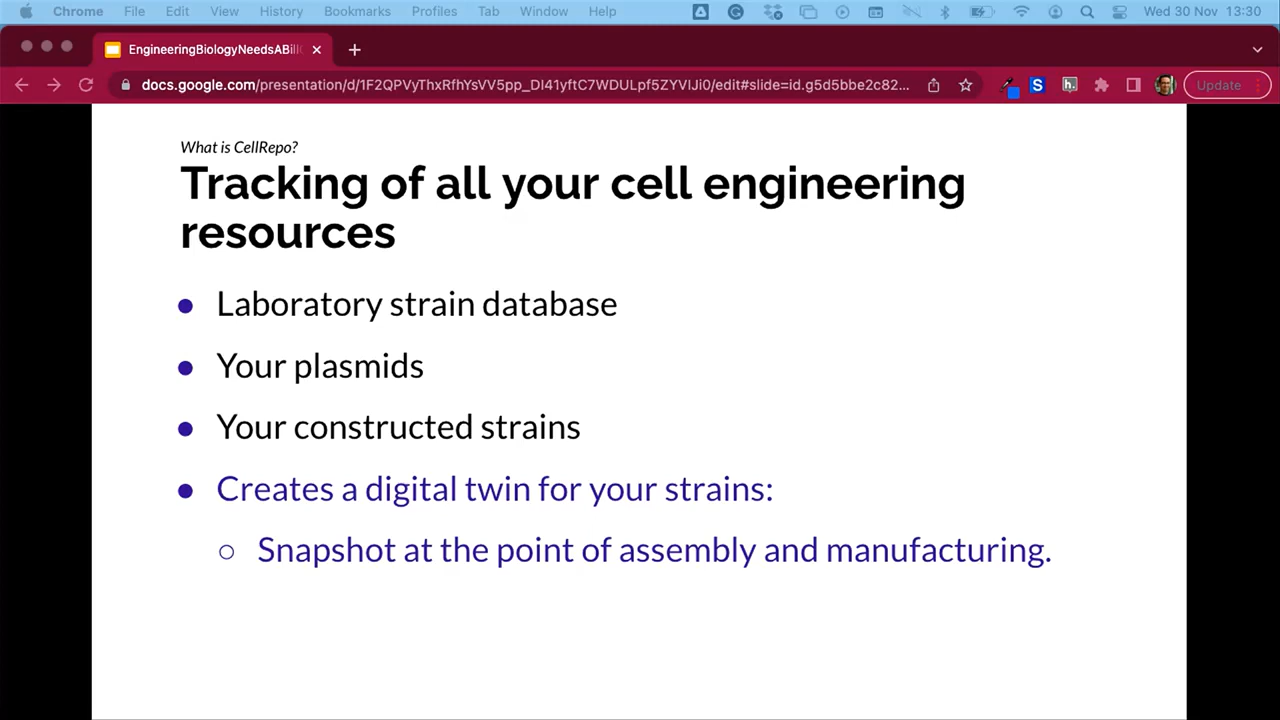 Chrome File Edit View History Bookmarks Profiles Tab Window Help Wed 30 Nov 13:30
EngineeringBiologyNeedsABill
docs.google.com/presentation/d/1F2QPVyThxRfhYsVV5pp_DI41yftC7WDULpf5ZYVIJi0/edit#slide=id.g5d5bbe2c82... Update
What is CellRepo?
Tracking of all your cell engineering
resources
Laboratory strain database
Your plasmids
Your constructed strains
Creates a digital twin for your strains:
Snapshot at the point of assembly and manufacturing.